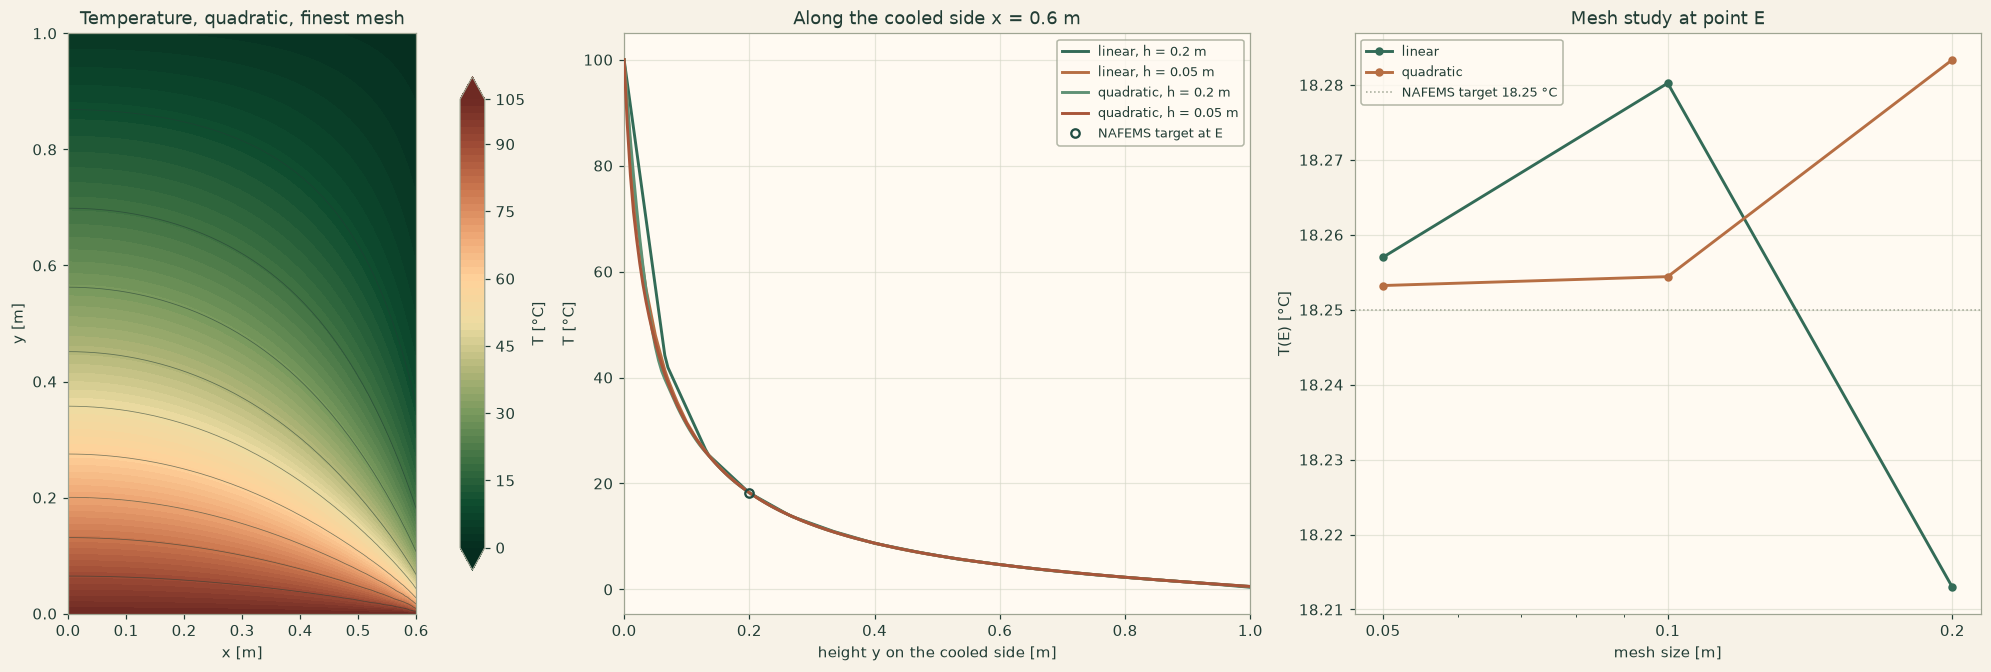 Temperature, quadratic, finest mesh
1.0
0.8
0.6
0.4
0.2
0.0
y [m]
0.0 0.1 0.2 0.3 0.4 0.5 0.6
x [m]
105
90
75
60
45
30
15
0
T [°C]
Along the cooled side x = 0.6 m
T [°C]
100
80
60
40
20
0
linear, h = 0.2 m
linear, h = 0.05 m
quadratic, h = 0.2 m
quadratic, h = 0.05 m
NAFEMS target at E
0.0 0.2 0.4 0.6 0.8 1.0
height y on the cooled side [m]
Mesh study at point E
T(E) [°C]
linear
quadratic
NAFEMS target 18.25 °C
18.28
18.27
18.26
18.25
18.24
18.23
18.22
18.21
0.05 0.1 0.2
mesh size [m]